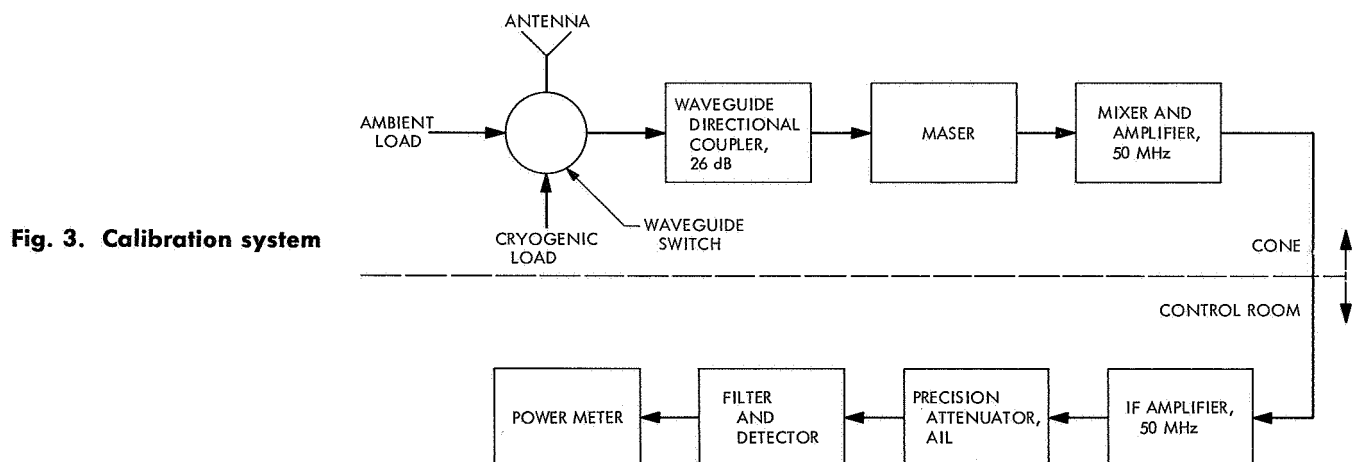 ANTENNA
AMBIENT
LOAD
WAVEGUIDE
DIRECTIONAL
COUPLER,
26 dB
MASER
MIXER AND
AMPLIFIER,
50 MHz
CRYOGENIC
LOAD
WAVEGUIDE
SWITCH
Fig. 3. Calibration system
CONE
CONTROL ROOM
POWER METER
FILTER
AND
DETECTOR
PRECISION
ATTENUATOR,
AIL
IF AMPLIFIER,
50 MHz